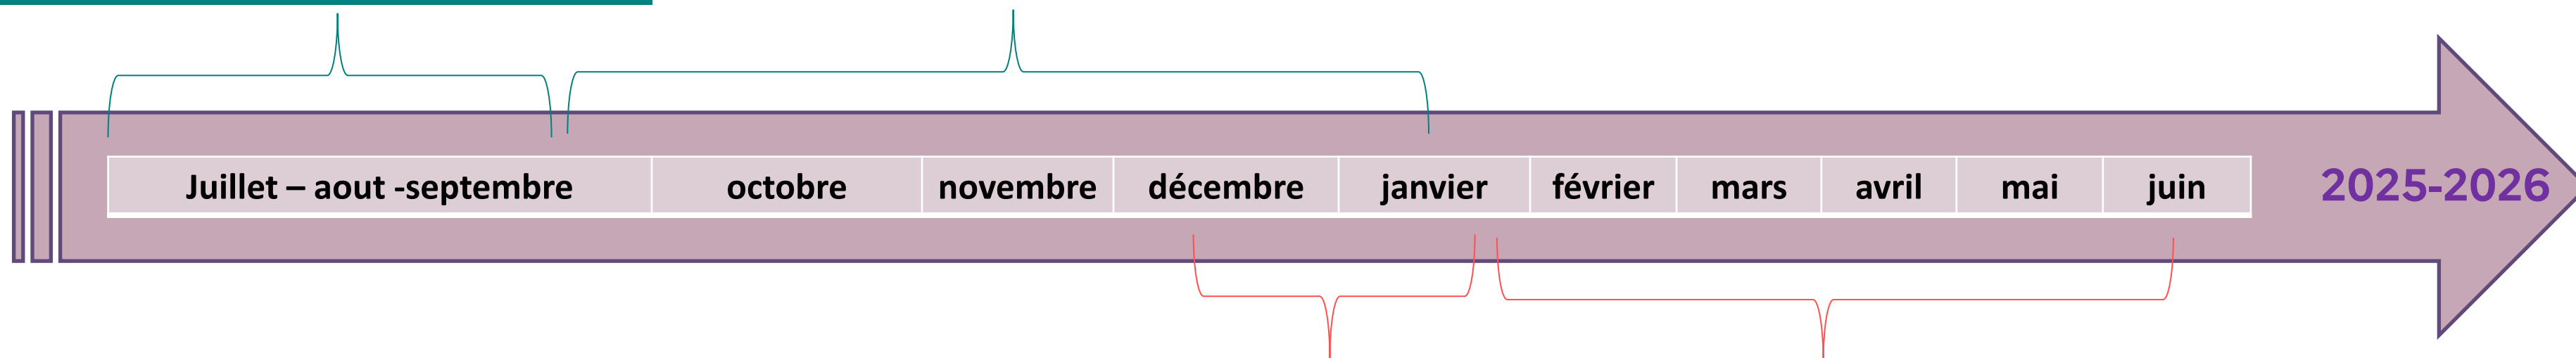 Juillet – aout -septembre octobre novembre décembre janvier février mars avril mai juin 2025-2026